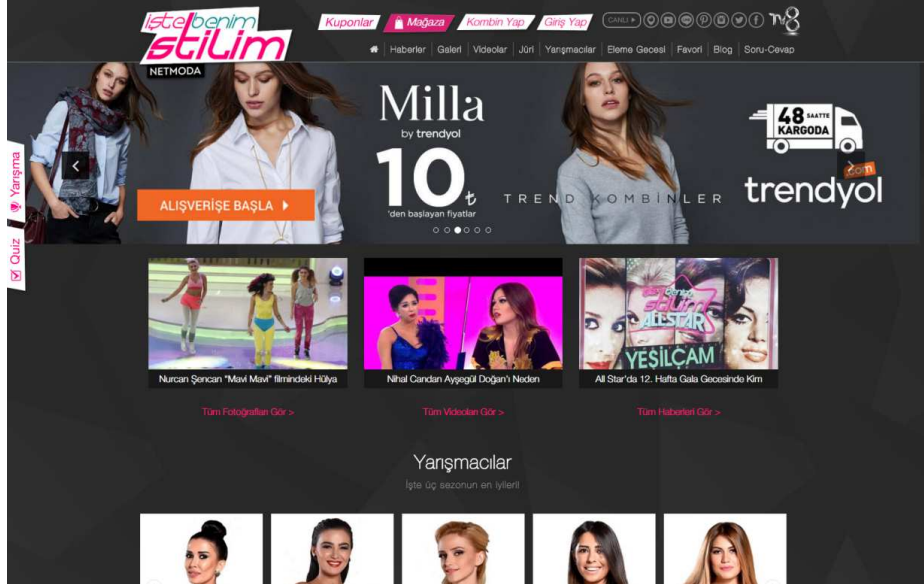 işte benim
stilim
NETMODA
Kuponlar
Mağaza
Kombin Yap
Giriş Yap
CANLI
TV8
Haberler
Galeri
Videolar
Jüri
Yarışmacılar
Eleme Gecesi
Favori
Blog
Soru-Cevap
Yarışma
Quiz
ALIŞVERİŞE BAŞLA
Milla
by trendyol
10₺
'den başlayan fiyatlar
TREND KOMBİNLER
48 SAATTE
KARGODA
.com
trendyol
işte benim
stilim
ALL STAR
YEŞİLÇAM
Nurcan Şencan "Mavi Mavi" filmindeki Hülya
Nihal Candan Ayşegül Doğan'ı Neden
All Star'da 12. Hafta Gala Gecesinde Kim
Tüm Fotoğrafları Gör >
Tüm Videoları Gör >
Tüm Haberleri Gör >
Yarışmacılar
İşte üç sezonun en iyileri!